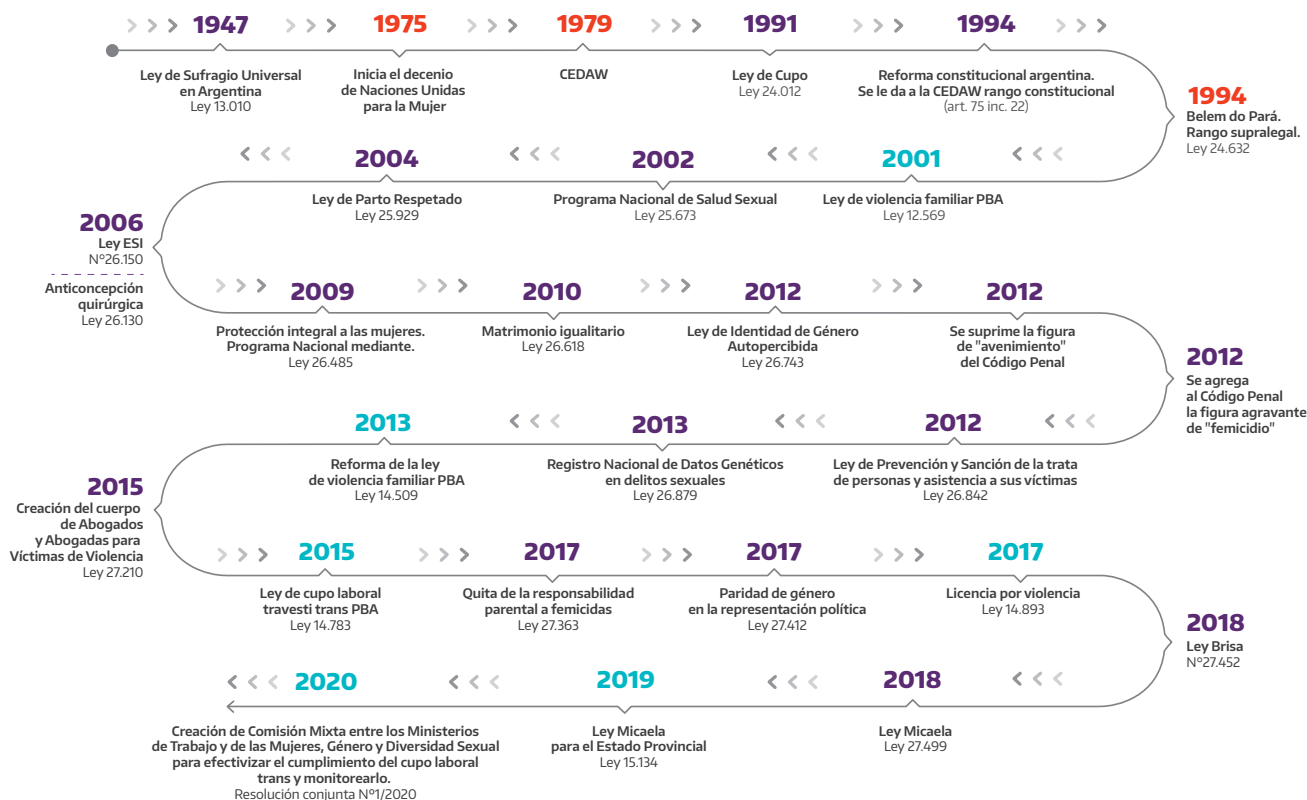 1947
Ley de Sufragio Universal
en Argentina
Ley 13.010
1975
Inicia el decenio
de Naciones Unidas
para la Mujer
1979
CEDAW
1991
Ley de Cupo
Ley 24.012
1994
Reforma constitucional argentina.
Se le da a la CEDAW rango constitucional
(art. 75 inc. 22)
1994
Belem do Pará.
Rango supralegal.
Ley 24.632
2001
Ley de violencia familiar PBA
Ley 12.569
2002
Programa Nacional de Salud Sexual
Ley 25.673
2004
Ley de Parto Respetado
Ley 25.929
2006
Ley ESI
N°26.150
Anticoncepción
quirúrgica
Ley 26.130
2009
Protección integral a las mujeres.
Programa Nacional mediante.
Ley 26.485
2010
Matrimonio igualitario
Ley 26.618
2012
Ley de Identidad de Género
Autopercibida
Ley 26.743
2012
Se suprime la figura
de "avenimiento"
del Código Penal
2012
Se agrega
al Código Penal
la figura agravante
de "femicidio"
2012
Ley de Prevención y Sanción de la trata
de personas y asistencia a sus víctimas
Ley 26.842
2013
Registro Nacional de Datos Genéticos
en delitos sexuales
Ley 26.879
2013
Reforma de la ley
de violencia familiar PBA
Ley 14.509
2015
Creación del cuerpo
de Abogados
y Abogadas para
Víctimas de Violencia
Ley 27.210
2015
Ley de cupo laboral
travesti trans PBA
Ley 14.783
2017
Quita de la responsabilidad
parental a femicidas
Ley 27.363
2017
Paridad de género
en la representación política
Ley 27.412
2017
Licencia por violencia
Ley 14.893
2018
Ley Brisa
N°27.452
2018
Ley Micaela
Ley 27.499
2019
Ley Micaela
para el Estado Provincial
Ley 15.134
2020
Creación de Comisión Mixta entre los Ministerios
de Trabajo y de las Mujeres, Género y Diversidad Sexual
para efectivizar el cumplimiento del cupo laboral
trans y monitorearlo.
Resolución conjunta Nº1/2020